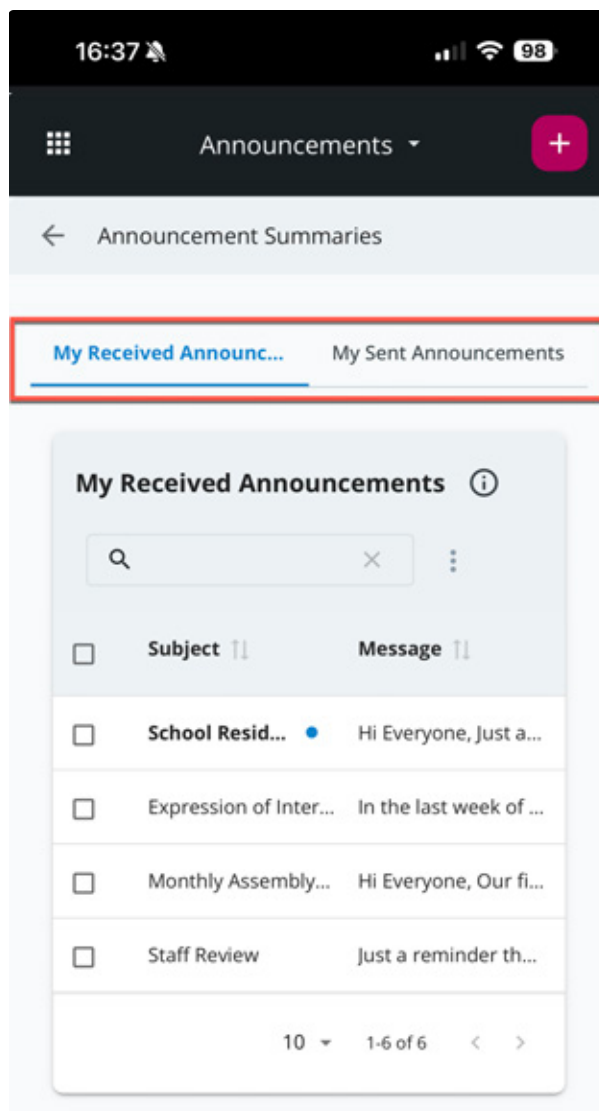 16:37 98
Announcements
Announcement Summaries
My Received Announc... My Sent Announcements
My Received Announcements
Subject Message
School Resid... Hi Everyone, Just a...
Expression of Inter... In the last week of ...
Monthly Assembly... Hi Everyone, Our fi...
Staff Review Just a reminder th...
10 1-6 of 6